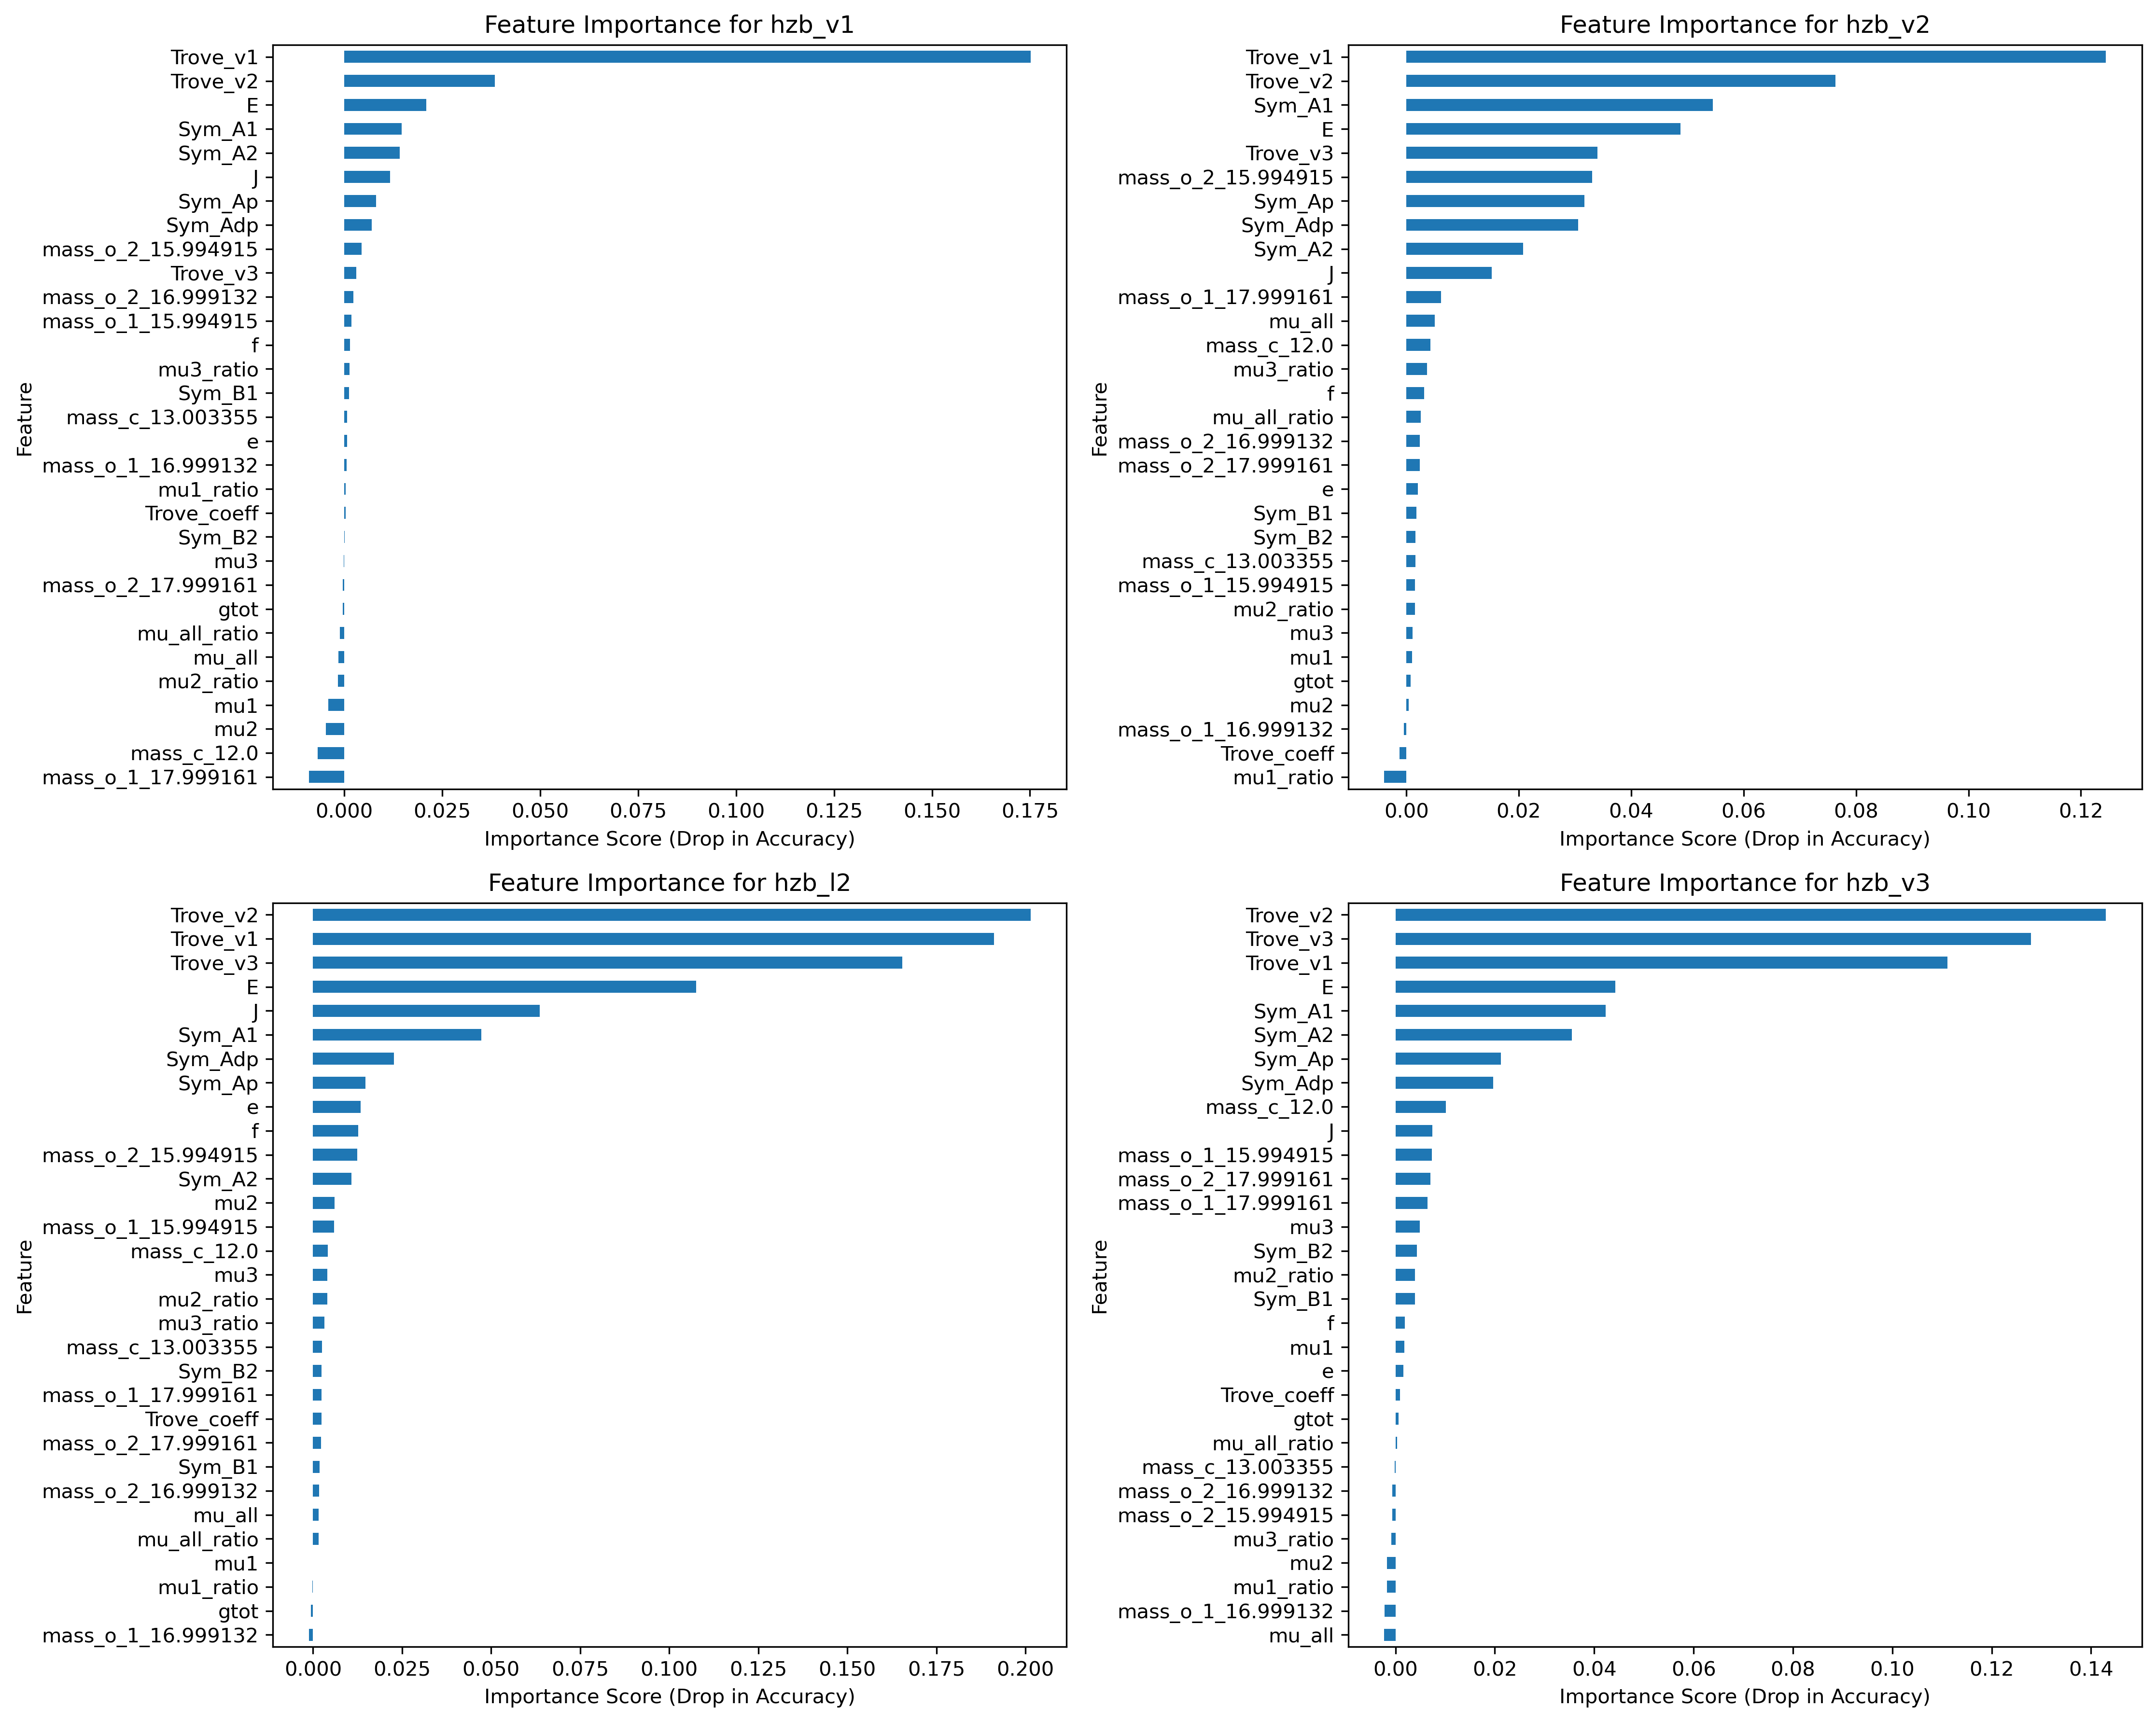 Feature Importance for hzb_v1
Feature
Trove_v1
Trove_v2
E
Sym_A1
Sym_A2
J
Sym_Ap
Sym_Adp
mass_o_2_15.994915
Trove_v3
mass_o_2_16.999132
mass_o_1_15.994915
f
mu3_ratio
Sym_B1
mass_c_13.003355
e
mass_o_1_16.999132
mu1_ratio
Trove_coeff
Sym_B2
mu3
mass_o_2_17.999161
gtot
mu_all_ratio
mu_all
mu2_ratio
mu1
mu2
mass_c_12.0
mass_o_1_17.999161
0.000 0.025 0.050 0.075 0.100 0.125 0.150 0.175
Importance Score (Drop in Accuracy)
Feature Importance for hzb_v2
Feature
Trove_v1
Trove_v2
Sym_A1
E
Trove_v3
mass_o_2_15.994915
Sym_Ap
Sym_Adp
Sym_A2
J
mass_o_1_17.999161
mu_all
mass_c_12.0
mu3_ratio
f
mu_all_ratio
mass_o_2_16.999132
mass_o_2_17.999161
e
Sym_B1
Sym_B2
mass_c_13.003355
mass_o_1_15.994915
mu2_ratio
mu3
mu1
gtot
mu2
mass_o_1_16.999132
Trove_coeff
mu1_ratio
0.00 0.02 0.04 0.06 0.08 0.10 0.12
Importance Score (Drop in Accuracy)
Feature Importance for hzb_l2
Feature
Trove_v2
Trove_v1
Trove_v3
E
J
Sym_A1
Sym_Adp
Sym_Ap
e
f
mass_o_2_15.994915
Sym_A2
mu2
mass_o_1_15.994915
mass_c_12.0
mu3
mu2_ratio
mu3_ratio
mass_c_13.003355
Sym_B2
mass_o_1_17.999161
Trove_coeff
mass_o_2_17.999161
Sym_B1
mass_o_2_16.999132
mu_all
mu_all_ratio
mu1
mu1_ratio
gtot
mass_o_1_16.999132
0.000 0.025 0.050 0.075 0.100 0.125 0.150 0.175 0.200
Importance Score (Drop in Accuracy)
Feature Importance for hzb_v3
Feature
Trove_v2
Trove_v3
Trove_v1
E
Sym_A1
Sym_A2
Sym_Ap
Sym_Adp
mass_c_12.0
J
mass_o_1_15.994915
mass_o_2_17.999161
mass_o_1_17.999161
mu3
Sym_B2
mu2_ratio
Sym_B1
f
mu1
e
Trove_coeff
gtot
mu_all_ratio
mass_c_13.003355
mass_o_2_16.999132
mass_o_2_15.994915
mu3_ratio
mu2
mu1_ratio
mass_o_1_16.999132
mu_all
0.00 0.02 0.04 0.06 0.08 0.10 0.12 0.14
Importance Score (Drop in Accuracy)